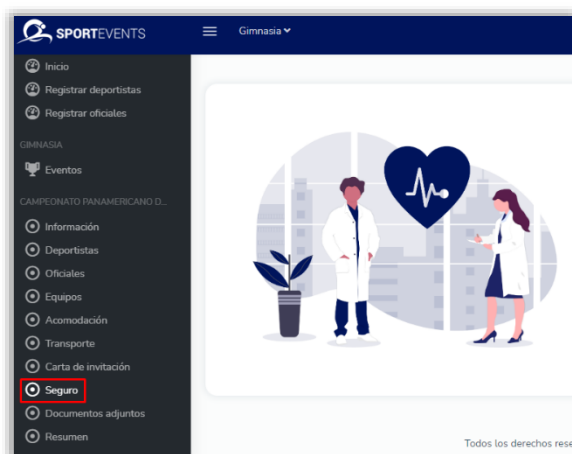 SPORTEVENTS
Gimnasia
Inicio
Registrar deportistas
Registrar oficiales
GIMNASIA
Eventos
CAMPEONATO PANAMERICANO D...
Información
Deportistas
Oficiales
Equipos
Acomodación
Transporte
Carta de invitación
Seguro
Documentos adjuntos
Resumen
Todos los derechos rese